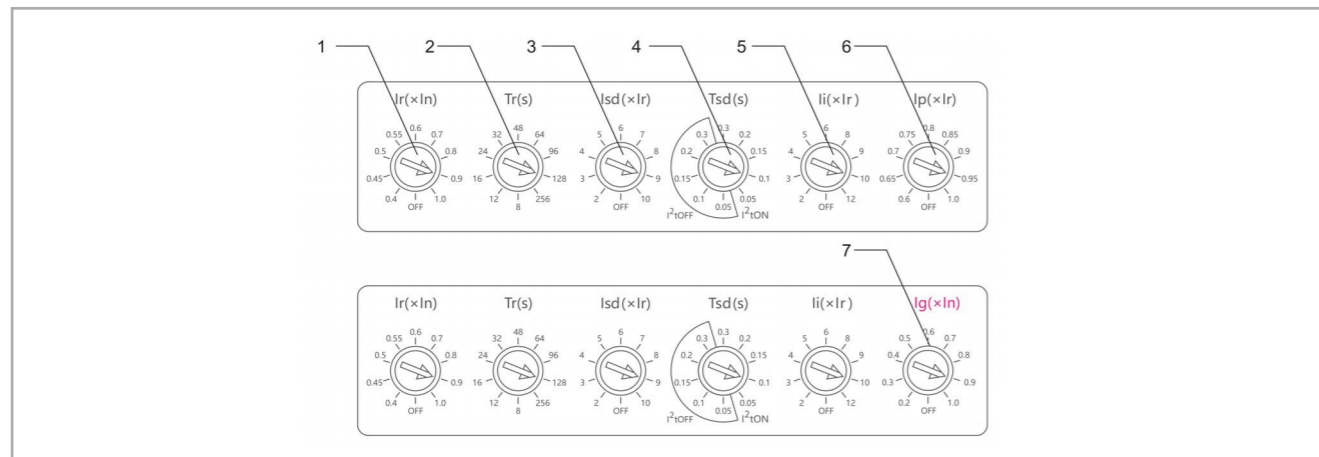 1 2 3 4 5 6
Ir(×In) Tr(s) Isd(×Ir) Tsd(s) Ii(×Ir) Ip(×Ir)
0.6 48 6 0.3 6 0.8
0.55 0.7 32 64 5 7 0.3 0.2 5 8 0.75 0.85
0.5 0.8 24 96 4 8 0.2 0.15 4 9 0.7 0.9
0.45 0.9 16 128 3 9 0.15 0.1 3 10 0.65 0.95
0.4 1.0 12 256 2 10 0.1 0.05 2 12 0.6 1.0
OFF 8 OFF 0.05 OFF OFF
I²tOFF I²tON
7
Ir(×In) Tr(s) Isd(×Ir) Tsd(s) Ii(×Ir) Ig(×In)
0.6 48 6 0.3 6 0.6
0.55 0.7 32 64 5 7 0.3 0.2 5 8 0.5 0.7
0.5 0.8 24 96 4 8 0.2 0.15 4 9 0.4 0.8
0.45 0.9 16 128 3 9 0.15 0.1 3 10 0.3 0.9
0.4 1.0 12 256 2 10 0.1 0.05 2 12 0.2 1.0
OFF 8 OFF 0.05 OFF OFF
I²tOFF I²tON